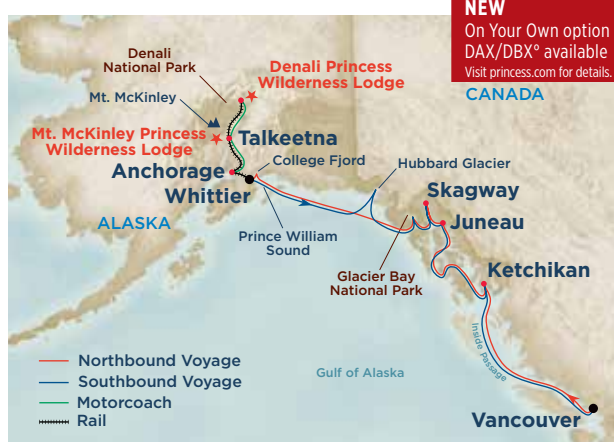 NEW
On Your Own option
DAX/DBX° available
Visit princess.com for details.
CANADA
Denali
National Park
Denali Princess
Wilderness Lodge
Mt. McKinley
Mt. McKinley Princess
Wilderness Lodge
Talkeetna
College Fjord
Hubbard Glacier
Anchorage
Whittier
Skagway
Juneau
ALASKA
Prince William
Sound
Glacier Bay
National Park
Ketchikan
Inside Passage
Gulf of Alaska
Northbound Voyage
Southbound Voyage
Motorcoach
Rail
Vancouver